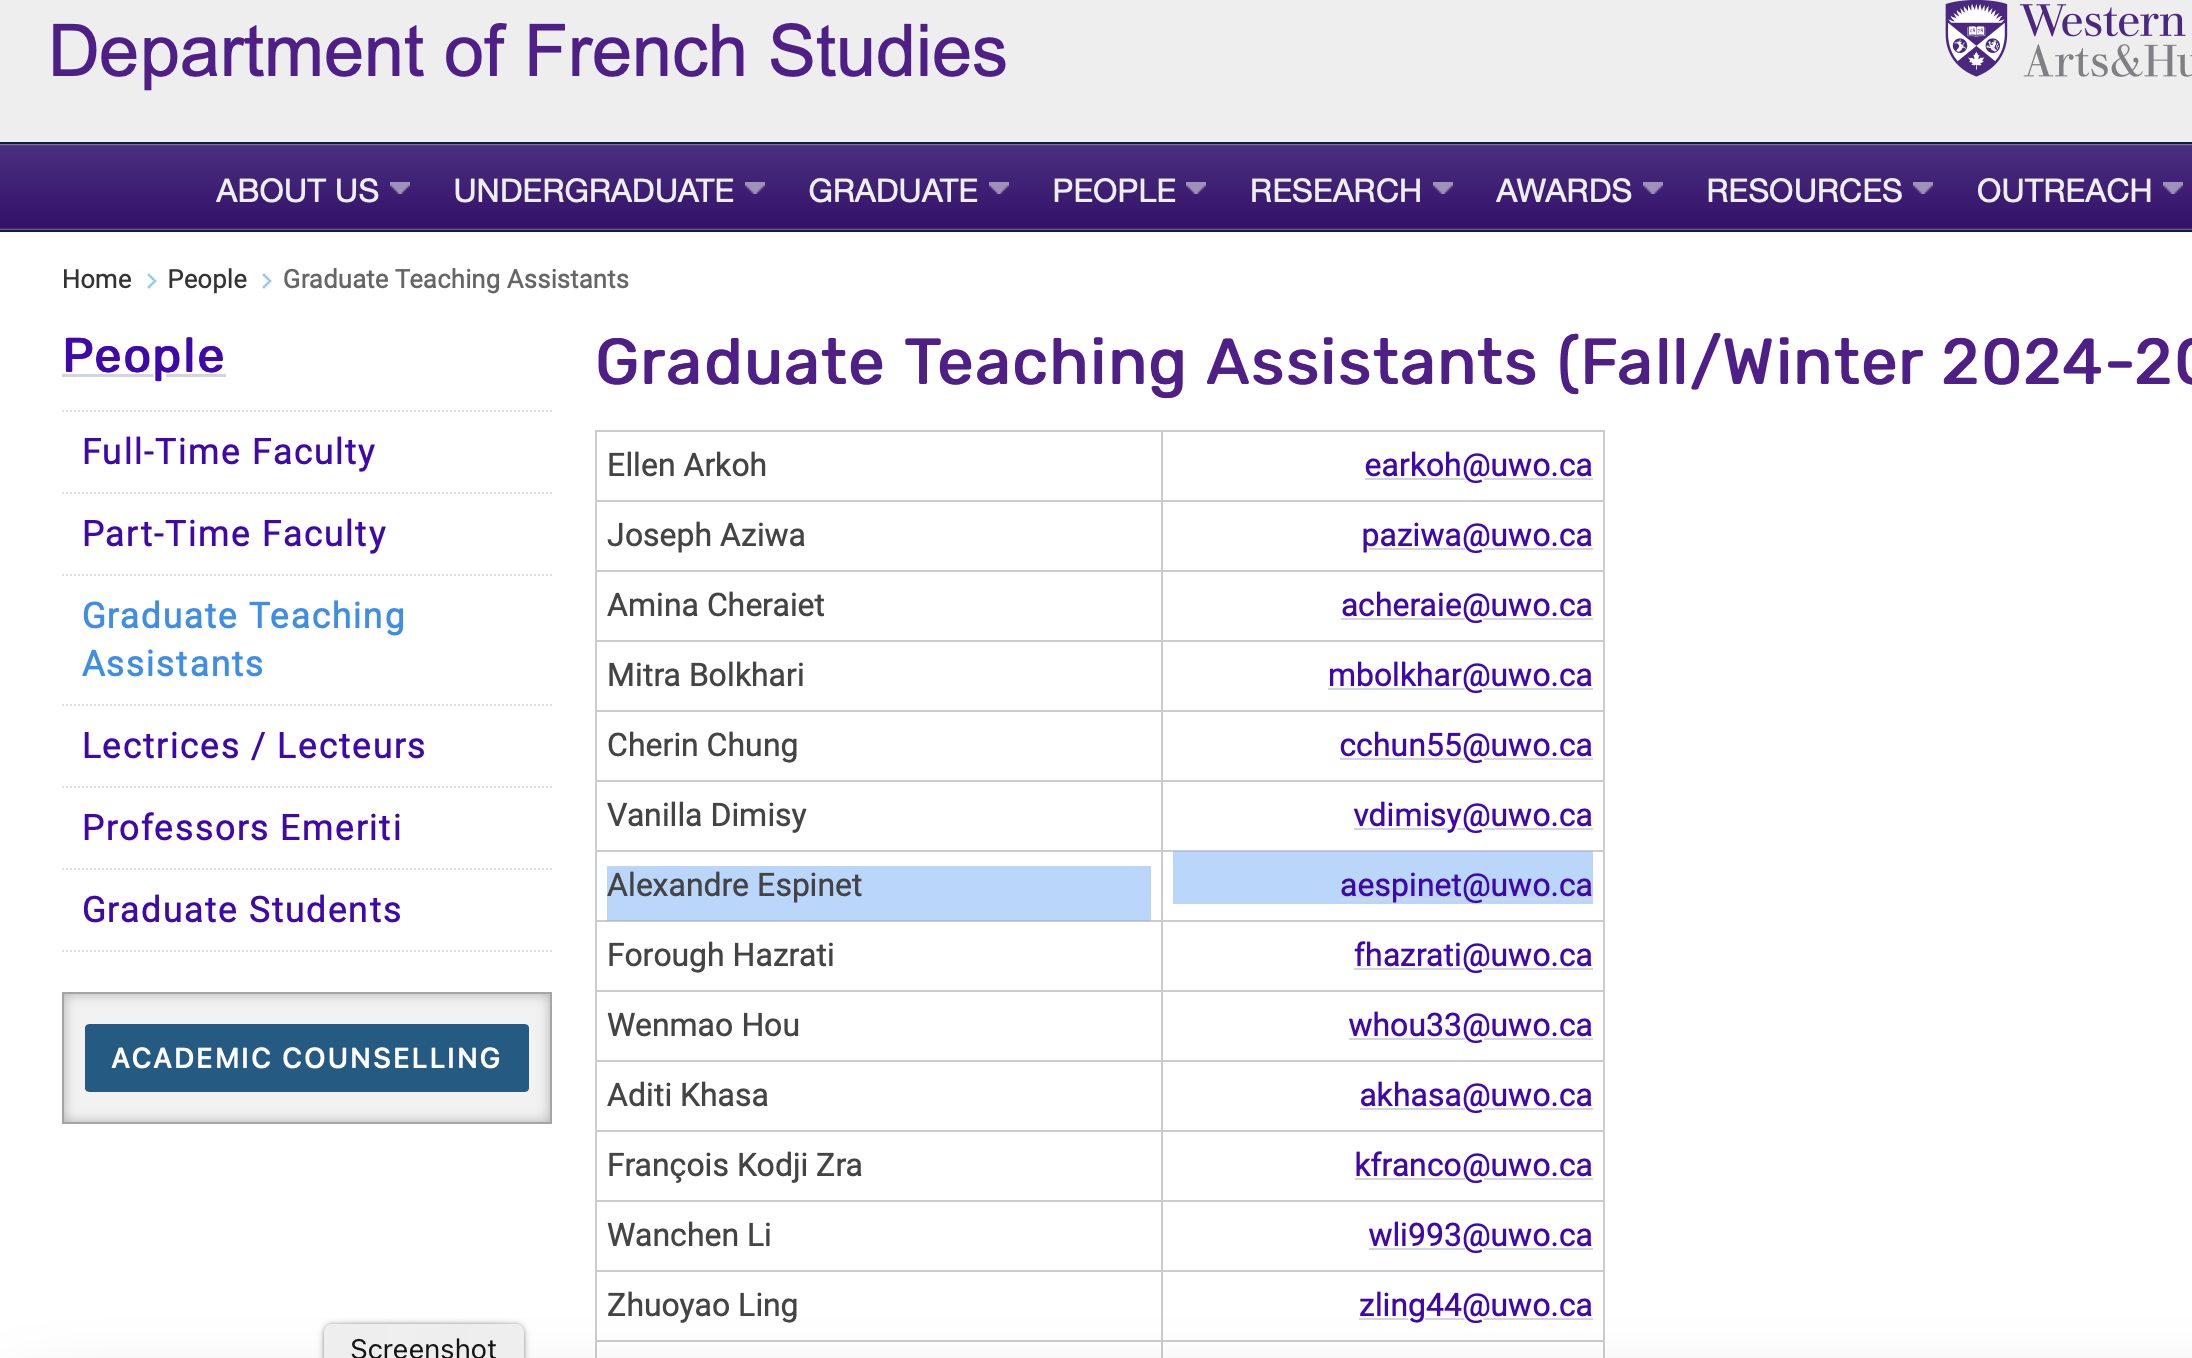 Department of French Studies
Western
Arts&Hu
ABOUT US UNDERGRADUATE GRADUATE PEOPLE RESEARCH AWARDS RESOURCES OUTREACH
Home > People > Graduate Teaching Assistants
People
Full-Time Faculty
Part-Time Faculty
Graduate Teaching
Assistants
Lectrices / Lecteurs
Professors Emeriti
Graduate Students
ACADEMIC COUNSELLING
Graduate Teaching Assistants (Fall/Winter 2024-20
Ellen Arkoh earkoh@uwo.ca
Joseph Aziwa paziwa@uwo.ca
Amina Cheraiet acheraie@uwo.ca
Mitra Bolkhari mbolkhar@uwo.ca
Cherin Chung cchun55@uwo.ca
Vanilla Dimisy vdimisy@uwo.ca
Alexandre Espinet aespinet@uwo.ca
Forough Hazrati fhazrati@uwo.ca
Wenmao Hou whou33@uwo.ca
Aditi Khasa akhasa@uwo.ca
François Kodji Zra kfranco@uwo.ca
Wanchen Li wli993@uwo.ca
Zhuoyao Ling zling44@uwo.ca
Screenshot